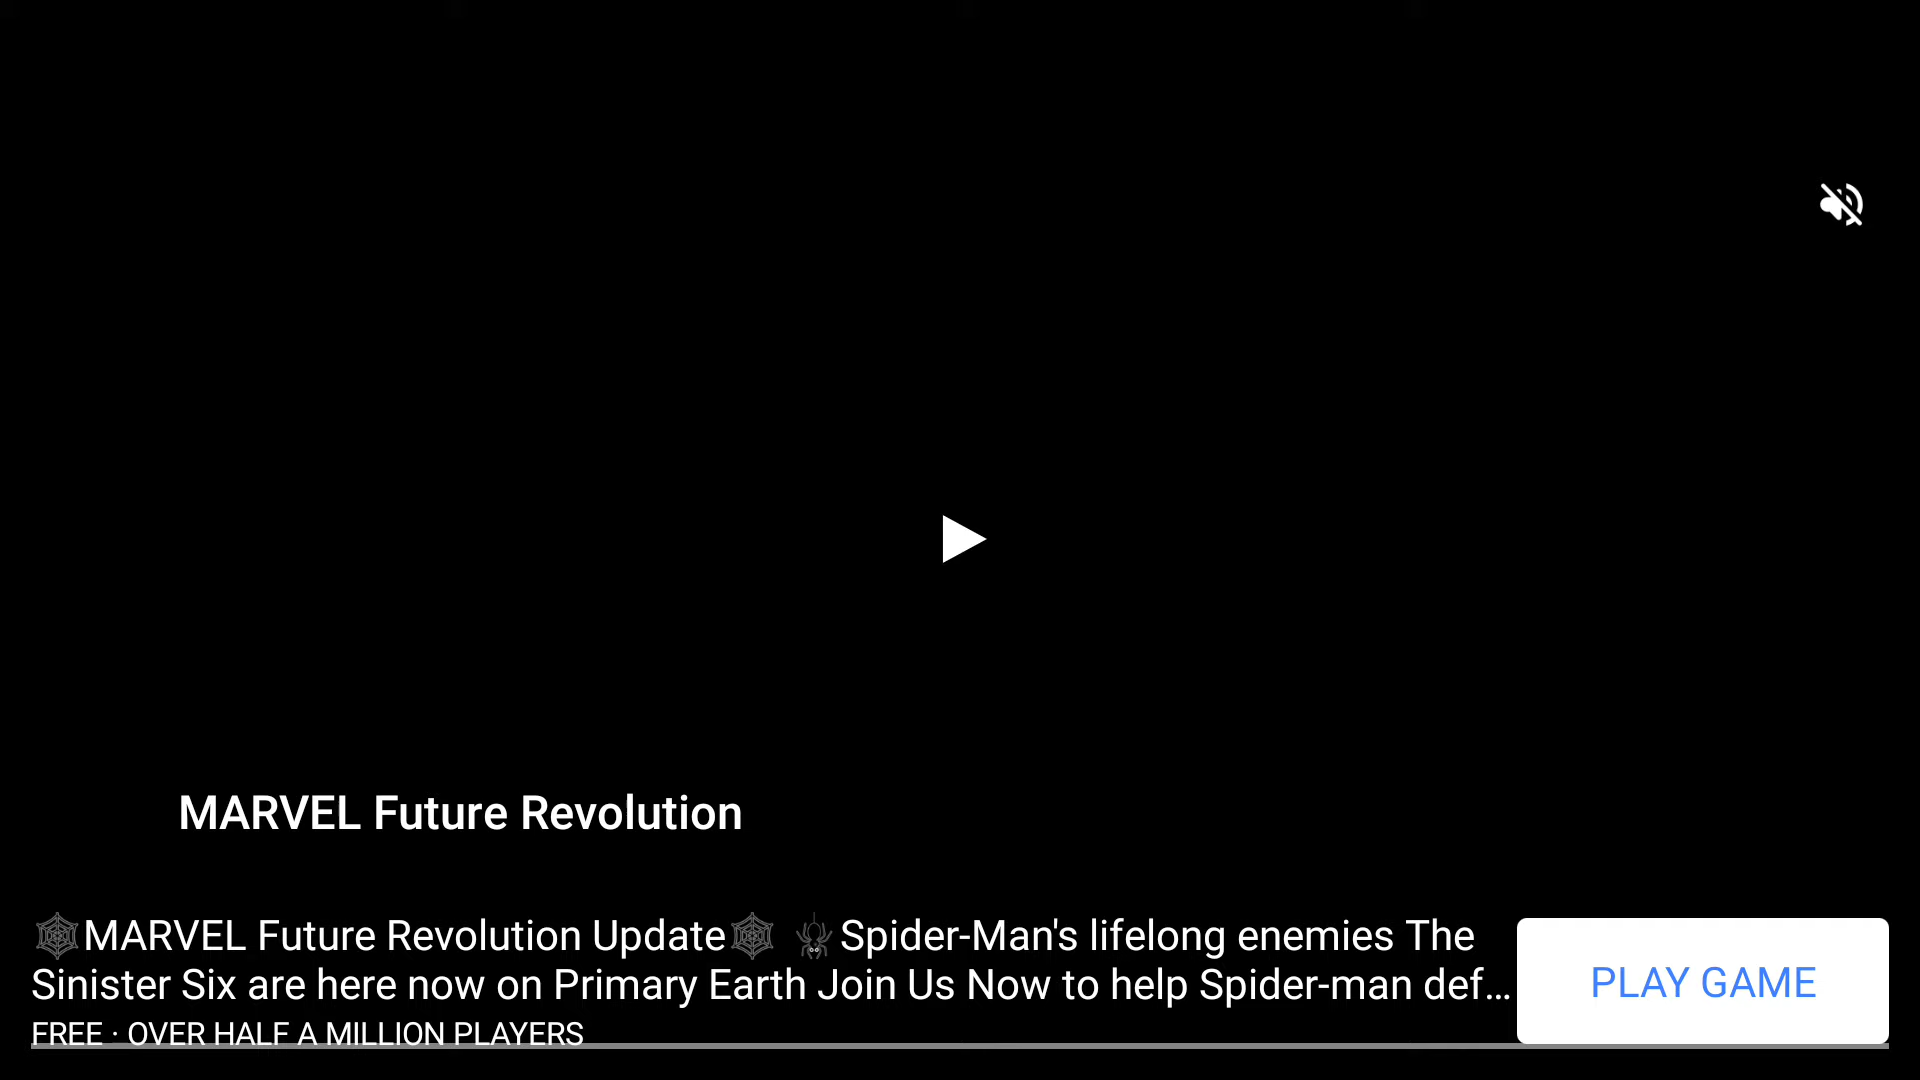 MARVEL Future Revolution
🕸️MARVEL Future Revolution Update🕸️ 🕷️Spider-Man's lifelong enemies The
Sinister Six are here now on Primary Earth Join Us Now to help Spider-man def...
FREE · OVER HALF A MILLION PLAYERS
PLAY GAME